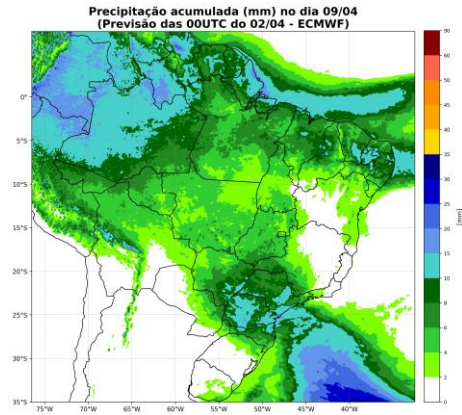 Precipitação acumulada (mm) no dia 09/04
(Previsão das 00UTC do 02/04 - ECMWF)
0°
5°S
10°S
15°S
20°S
25°S
30°S
35°S
75°W
70°W
65°W
60°W
55°W
50°W
45°W
40°W
90
60
50
45
40
35
30
25
20
15
10
8
6
4
2
0
[mm]